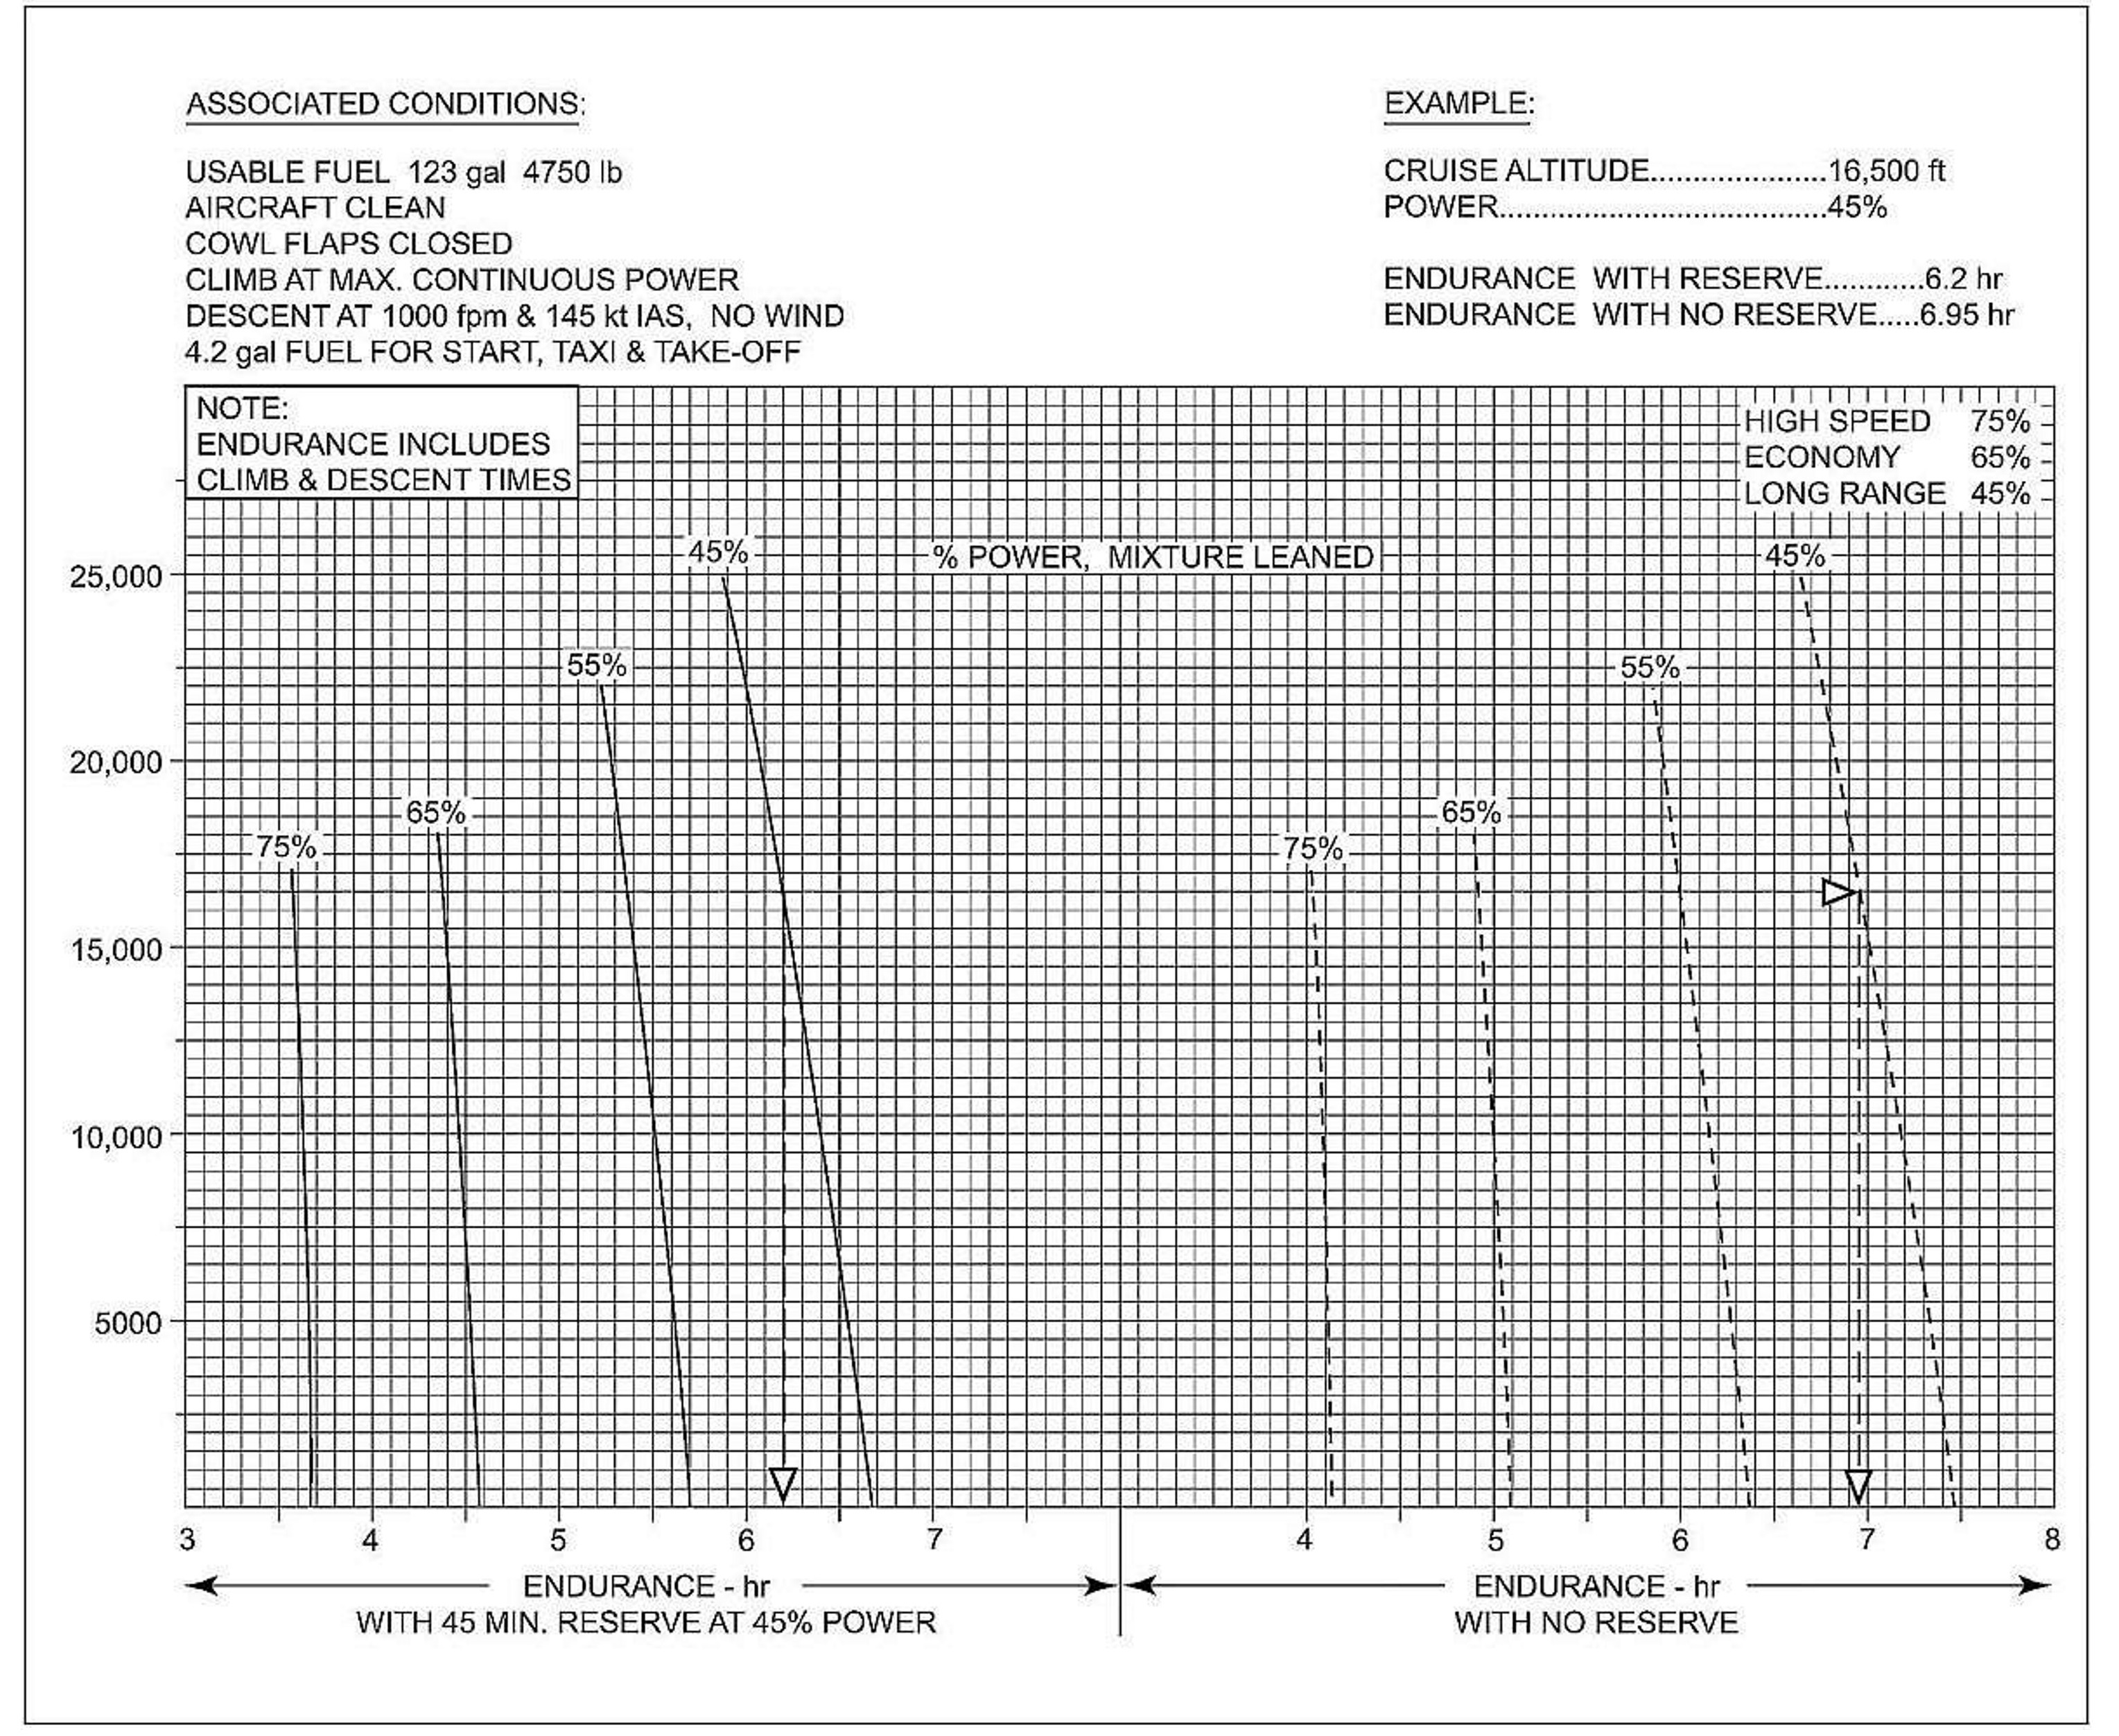 ASSOCIATED CONDITIONS:
USABLE FUEL 123 gal 4750 lb
AIRCRAFT CLEAN
COWL FLAPS CLOSED
CLIMB AT MAX. CONTINUOUS POWER
DESCENT AT 1000 fpm & 145 kt IAS, NO WIND
4.2 gal FUEL FOR START, TAXI & TAKE-OFF
EXAMPLE:
CRUISE ALTITUDE.....................16,500 ft
POWER.......................................45%
ENDURANCE WITH RESERVE............6.2 hr
ENDURANCE WITH NO RESERVE.....6.95 hr
NOTE:
ENDURANCE INCLUDES
CLIMB & DESCENT TIMES
HIGH SPEED 75%
ECONOMY 65%
LONG RANGE 45%
45%
% POWER, MIXTURE LEANED
45%
25,000
55%
55%
20,000
65%
65%
75%
75%
15,000
10,000
5000
3 4 5 6 7 4 5 6 7 8
ENDURANCE - hr
WITH 45 MIN. RESERVE AT 45% POWER
ENDURANCE - hr
WITH NO RESERVE